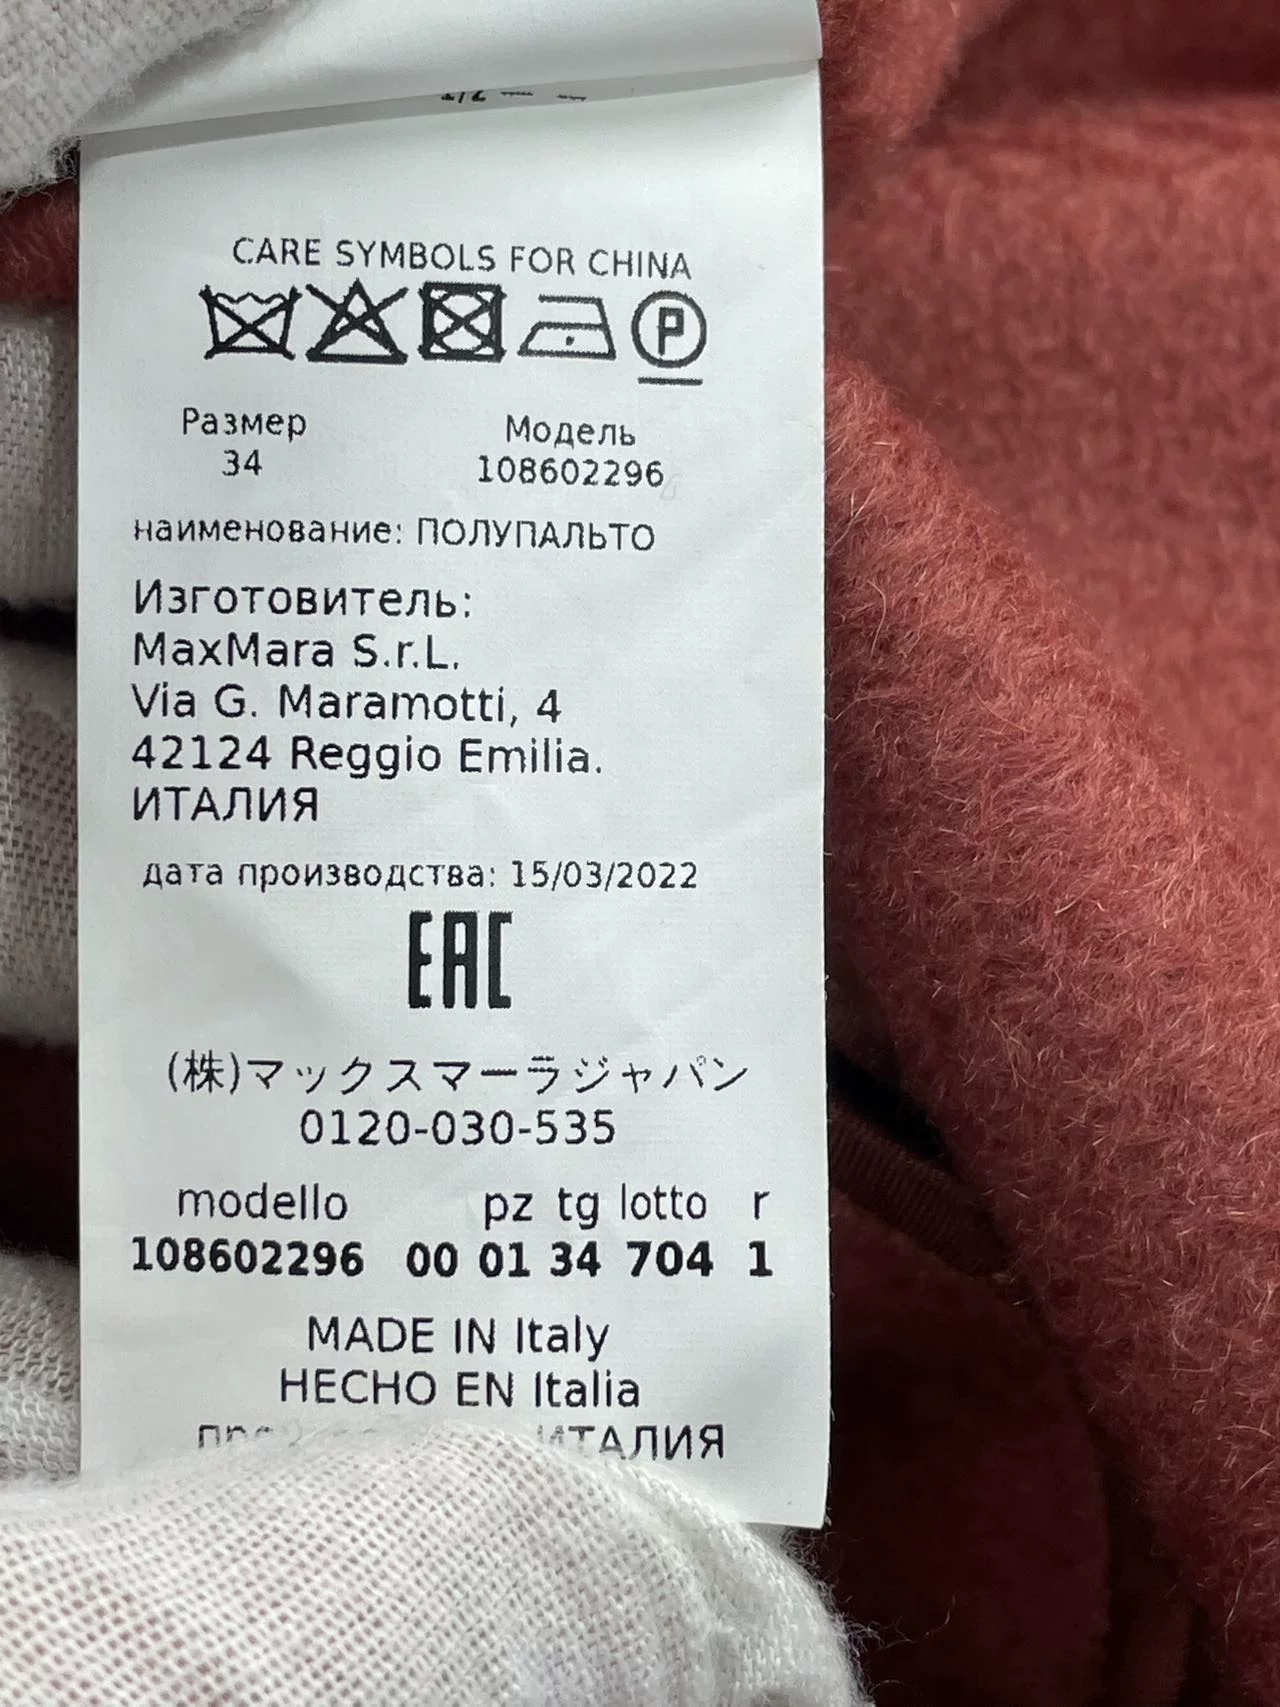 CARE SYMBOLS FOR CHINA
P
Размер Модель
34 108602296
наименование: ПОЛУПАЛЬТО
Изготовитель:
MaxMara S.r.L.
Via G. Maramotti, 4
42124 Reggio Emilia.
ИТАЛИЯ
дата производства: 15/03/2022
EAC
(株)マックスマーラジャパン
0120-030-535
modello pz tg lotto r
108602296 00 01 34 704 1
MADE IN Italy
HECHO EN Italia
ИТАЛИЯ